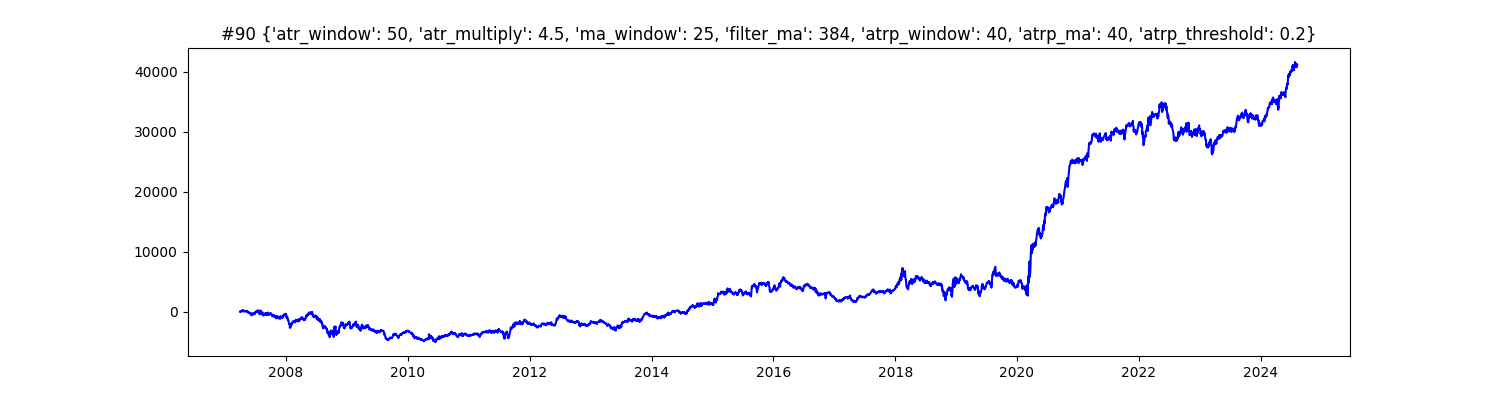 #90 {'atr_window': 50, 'atr_multiply': 4.5, 'ma_window': 25, 'filter_ma': 384, 'atrp_window': 40, 'atrp_ma': 40, 'atrp_threshold': 0.2}
40000
30000
20000
10000
0
2008 2010 2012 2014 2016 2018 2020 2022 2024